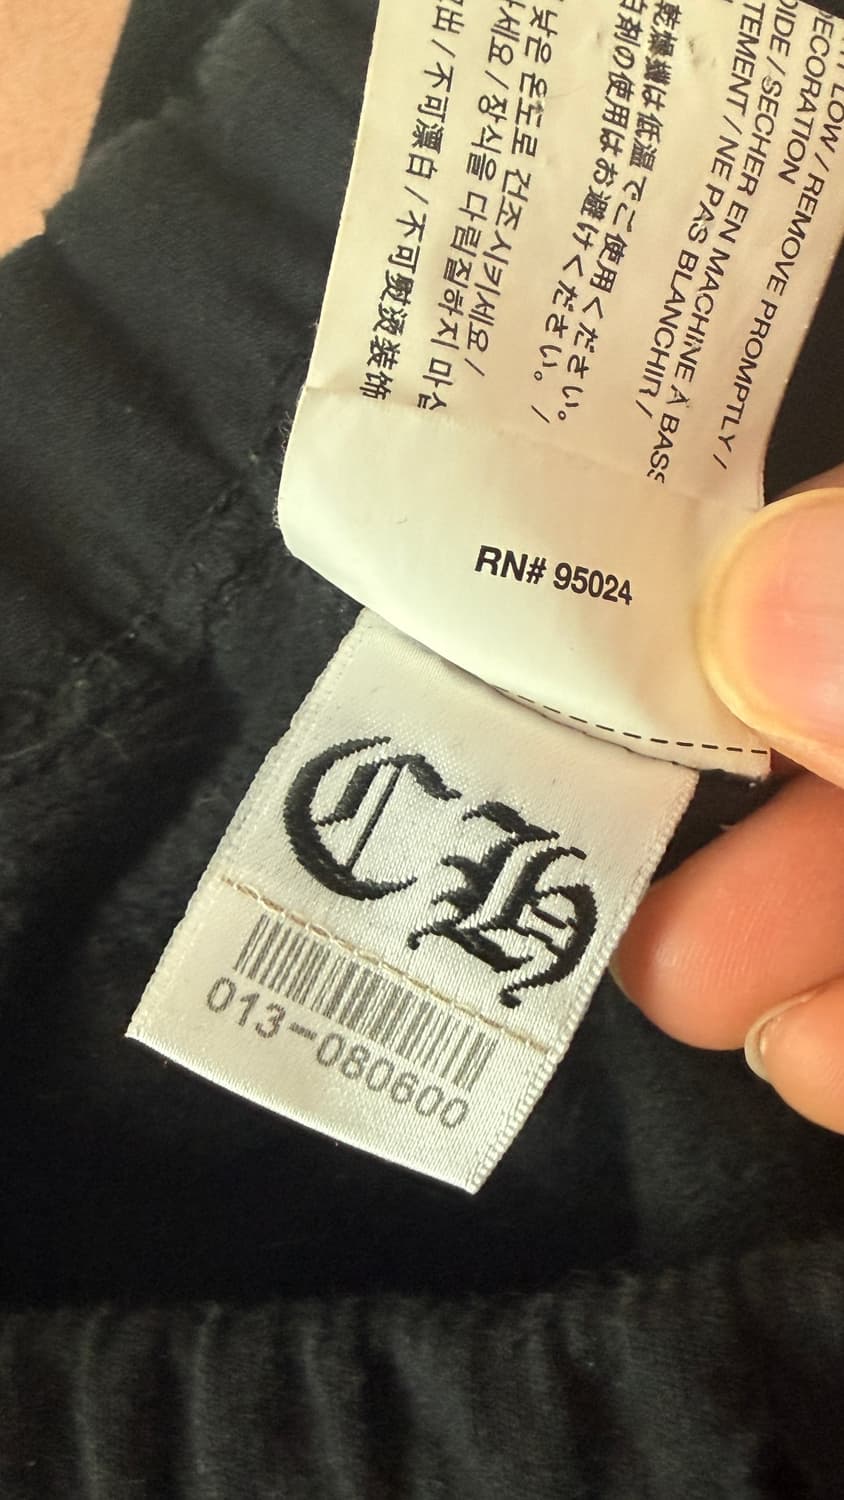 LOW / REMOVE PROMPTLY /
DECORATION
/ SECHER EN MACHINE À BASS
/ NE PAS BLANCHIR /
乾燥機は低温でご使用ください。
剤の使用はお避けください。 /
낮은 온도로 건조시키세요 /
세요 / 장식을 다림질하지 마
出 / 不可漂白 / 不可熨烫装饰
RN# 95024
CH
013-080600